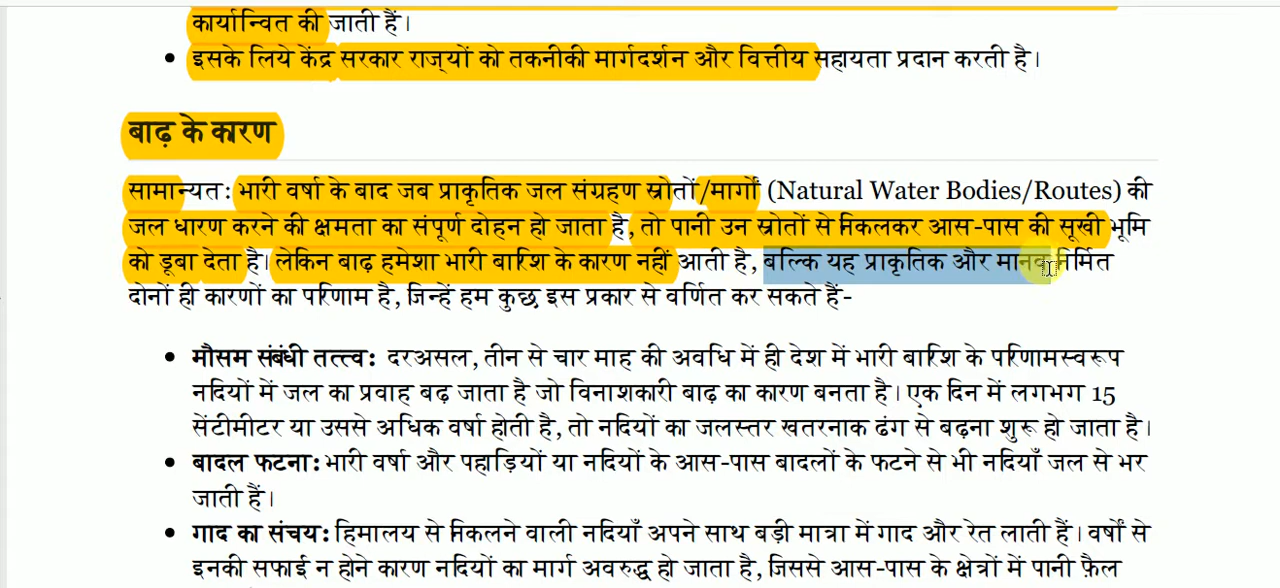 कार्यान्वित की जाती हैं।
• इसके लिये केंद्र सरकार राज्यों को तकनीकी मार्गदर्शन और वित्तीय सहायता प्रदान करती है।
बाढ़ के कारण
सामान्यतः भारी वर्षा के बाद जब प्राकृतिक जल संग्रहण स्रोतों/मार्गों (Natural Water Bodies/Routes) की
जल धारण करने की क्षमता का संपूर्ण दोहन हो जाता है, तो पानी उन स्रोतों से निकलकर आस-पास की सूखी भूमि
को डूबा देता है। लेकिन बाढ़ हमेशा भारी बारिश के कारण नहीं आती है, बल्कि यह प्राकृतिक और मानव निर्मित
दोनों ही कारणों का परिणाम है, जिन्हें हम कुछ इस प्रकार से वर्णित कर सकते हैं-
• मौसम संबंधी तत्त्व: दरअसल, तीन से चार माह की अवधि में ही देश में भारी बारिश के परिणामस्वरूप
नदियों में जल का प्रवाह बढ़ जाता है जो विनाशकारी बाढ़ का कारण बनता है। एक दिन में लगभग 15
सेंटीमीटर या उससे अधिक वर्षा होती है, तो नदियों का जलस्तर खतरनाक ढंग से बढ़ना शुरू हो जाता है।
• बादल फटना: भारी वर्षा और पहाड़ियों या नदियों के आस-पास बादलों के फटने से भी नदियाँ जल से भर
जाती हैं।
• गाद का संचय: हिमालय से निकलने वाली नदियाँ अपने साथ बड़ी मात्रा में गाद और रेत लाती हैं। वर्षों से
इनकी सफाई न होने कारण नदियों का मार्ग अवरुद्ध हो जाता है, जिससे आस-पास के क्षेत्रों में पानी फ़ैल